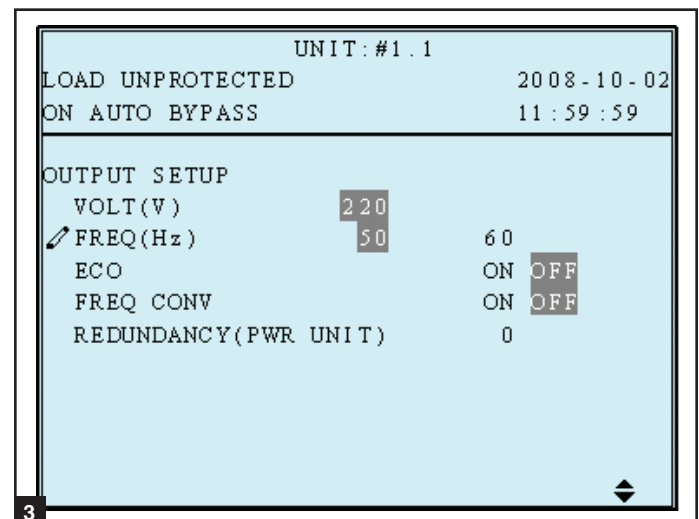 UNIT:#1.1
LOAD UNPROTECTED 2008-10-02
ON AUTO BYPASS 11:59:59
OUTPUT SETUP
VOLT(V) 220
FREQ(Hz) 50 60
ECO ON OFF
FREQ CONV ON OFF
REDUNDANCY(PWR UNIT) 0
3